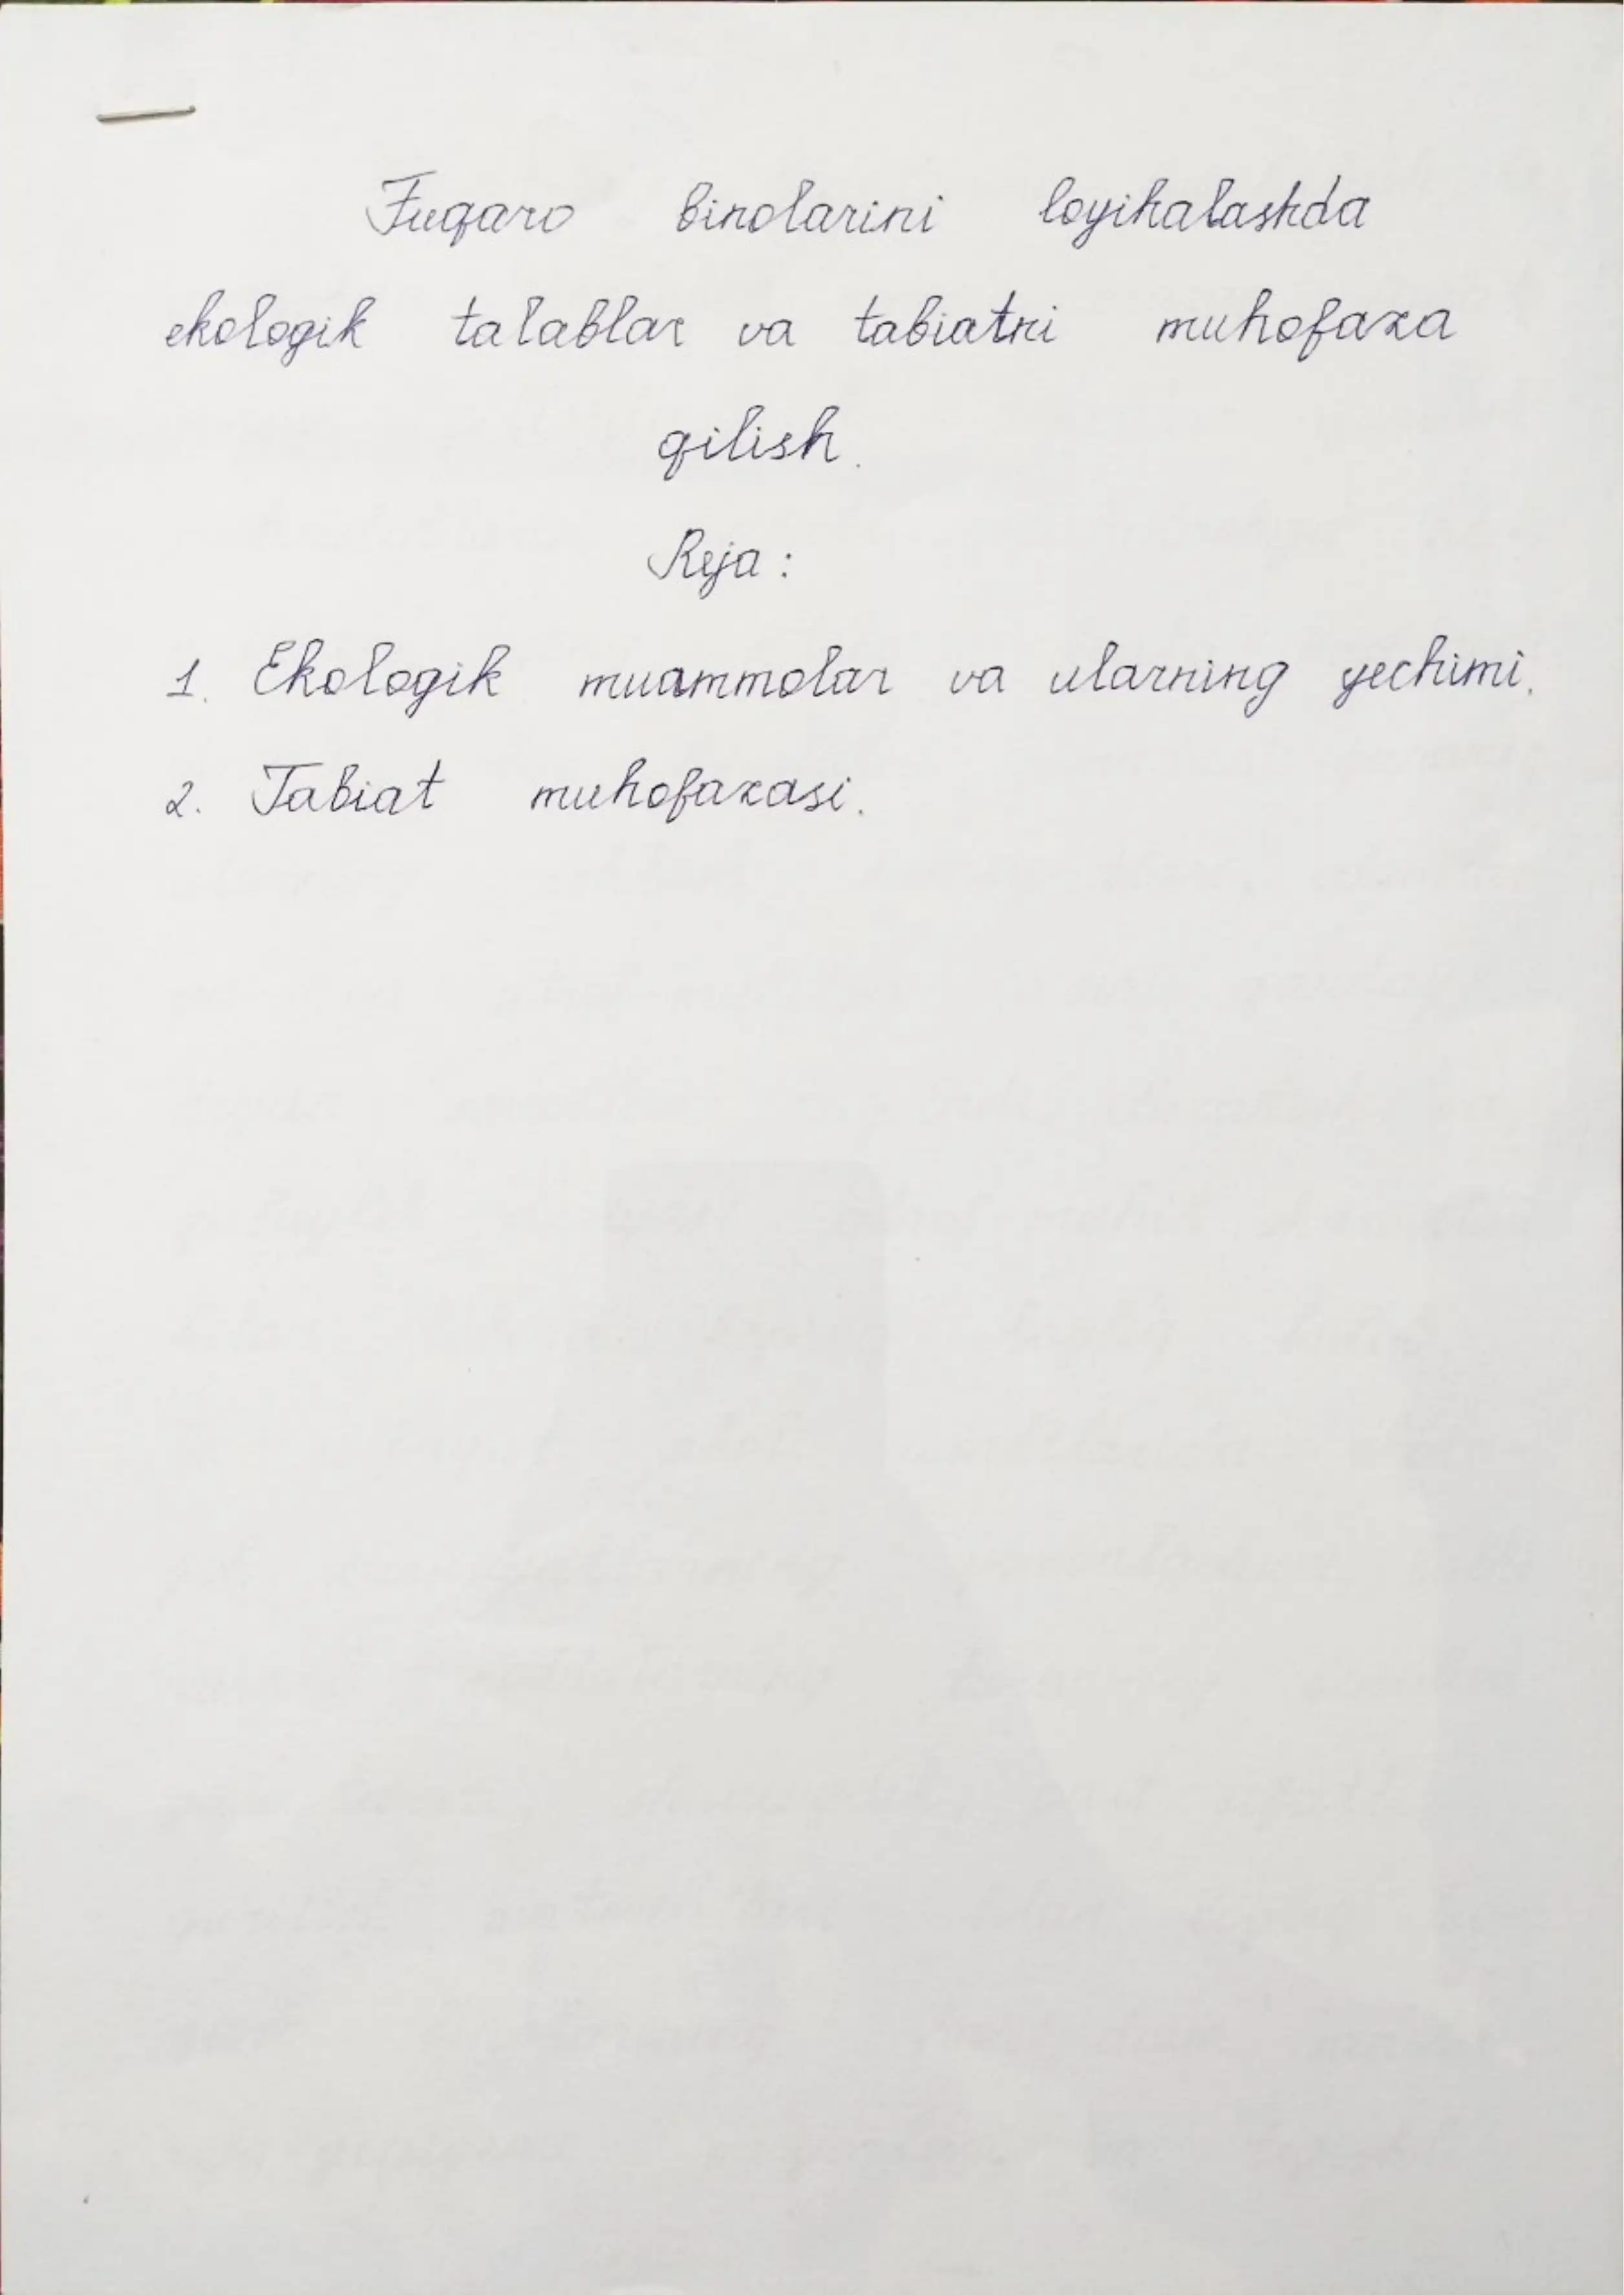 Fuqaro binolarini loyihalashda
ekologik talablar va tabiatni muhofaza
qilish.
Reja:
1. Ekologik muammolar va ularning yechimi.
2. Tabiat muhofazasi.